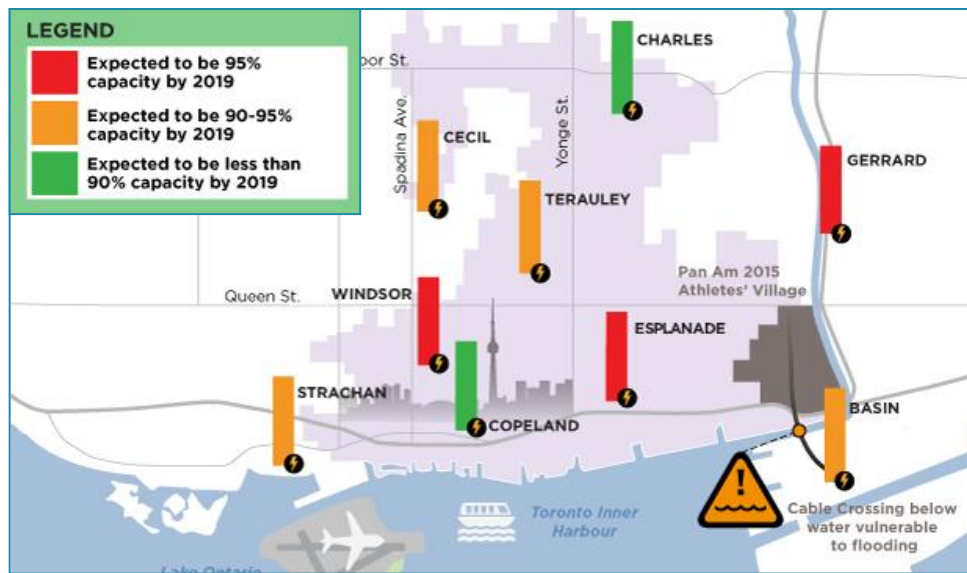 LEGEND
Expected to be 95%
capacity by 2019
Expected to be 90-95%
capacity by 2019
Expected to be less than
90% capacity by 2019
oor St.
CHARLES
Spadina Ave.
CECIL
Yonge St.
GERRARD
TERAULEY
Pan Am 2015
Athletes' Village
Queen St.
WINDSOR
ESPLANADE
STRACHAN
BASIN
COPELAND
!
Cable Crossing below
water vulnerable
to flooding
Toronto Inner
Harbour
Lake Ontario